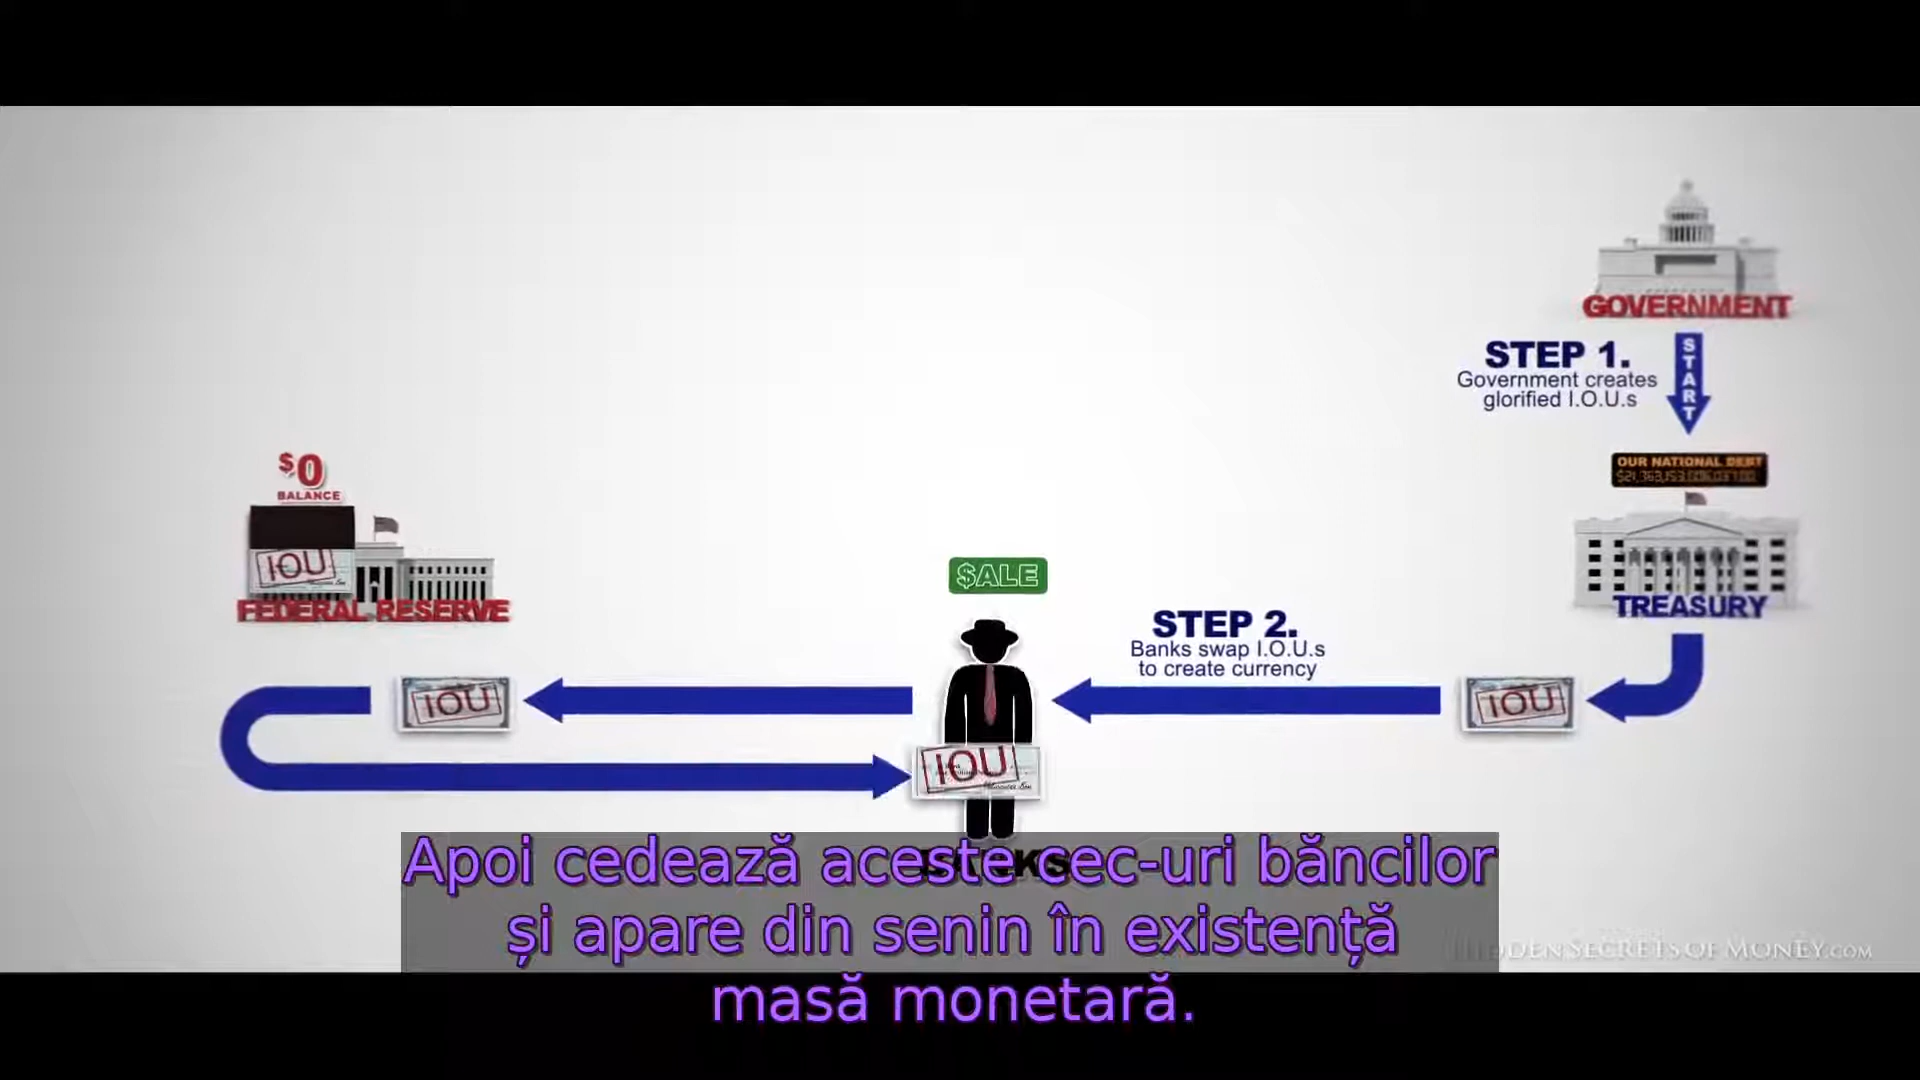 GOVERNMENT
STEP 1.
Government creates
glorified I.O.U.s
START
OUR NATIONAL DEBT
$0
BALANCE
IOU
FEDERAL RESERVE
$ALE
TREASURY
STEP 2.
Banks swap I.O.U.s
to create currency
IOU
IOU
IOU
BANKS
Apoi cedează aceste cec-uri băncilor
și apare din senin în existență
masă monetară.
HIDDEN SECRETS OF MONEY.COM